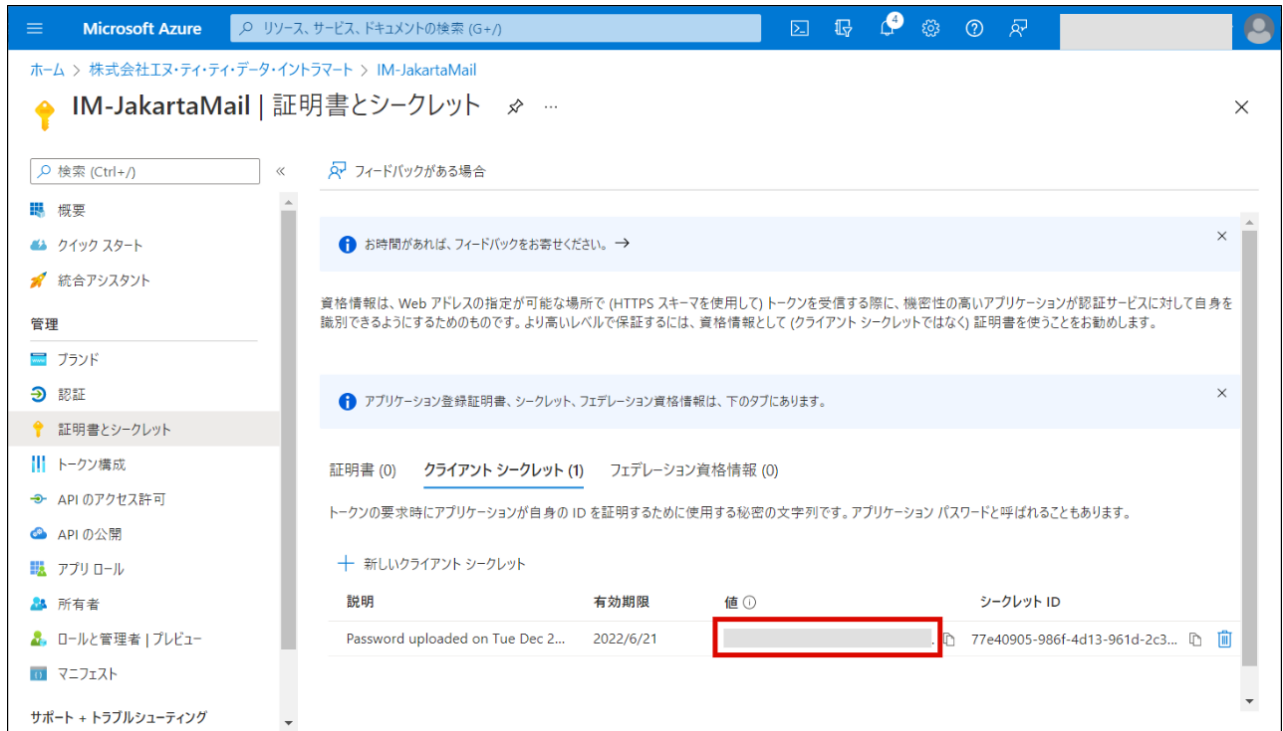 Microsoft Azure
リソース、サービス、ドキュメントの検索 (G+/)
4
ホーム > 株式会社エヌ・ティ・ティ・データ・イントラマート > IM-JakartaMail
IM-JakartaMail | 証明書とシークレット
検索 (Ctrl+/)
概要
クイック スタート
統合アシスタント
管理
ブランド
認証
証明書とシークレット
トークン構成
API のアクセス許可
API の公開
アプリ ロール
所有者
ロールと管理者 | プレビュー
マニフェスト
サポート + トラブルシューティング
フィードバックがある場合
お時間があれば、フィードバックをお寄せください。→
資格情報は、Web アドレスの指定が可能な場所で (HTTPS スキーマを使用して) トークンを受信する際に、機密性の高いアプリケーションが認証サービスに対して自身を
識別できるようにするためのものです。より高いレベルで保証するには、資格情報として (クライアント シークレットではなく) 証明書を使うことをお勧めします。
アプリケーション登録証明書、シークレット、フェデレーション資格情報は、下のタブにあります。
証明書 (0) クライアント シークレット (1) フェデレーション資格情報 (0)
トークンの要求時にアプリケーションが自身の ID を証明するために使用する秘密の文字列です。アプリケーション パスワードと呼ばれることもあります。
新しいクライアント シークレット
説明 有効期限 値 シークレット ID
Password uploaded on Tue Dec 2... 2022/6/21 . 77e40905-986f-4d13-961d-2c3...